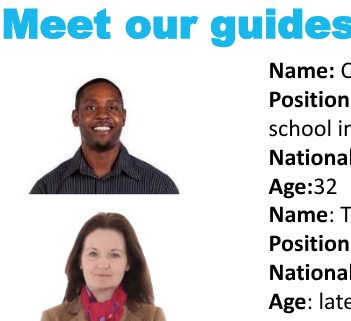 Meet our guides
Name:
Position
school in
National
Age:32
Name: T
Position
National
Age: late